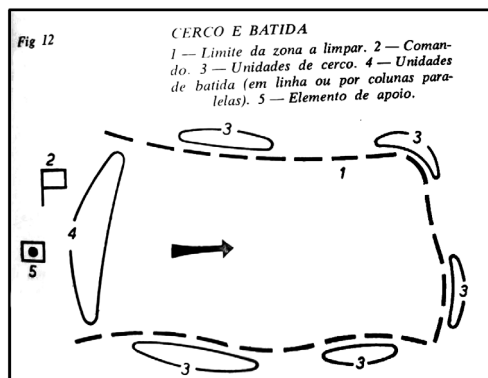 Fig 12
CERCO E BATIDA
1 — Limite da zona a limpar. 2 — Coman-
do. 3 — Unidades de cerco. 4 — Unidades
de batida (em linha ou por colunas para-
lelas). 5 — Elemento de apoio.
3
3
2
1
4
5
3
3
3